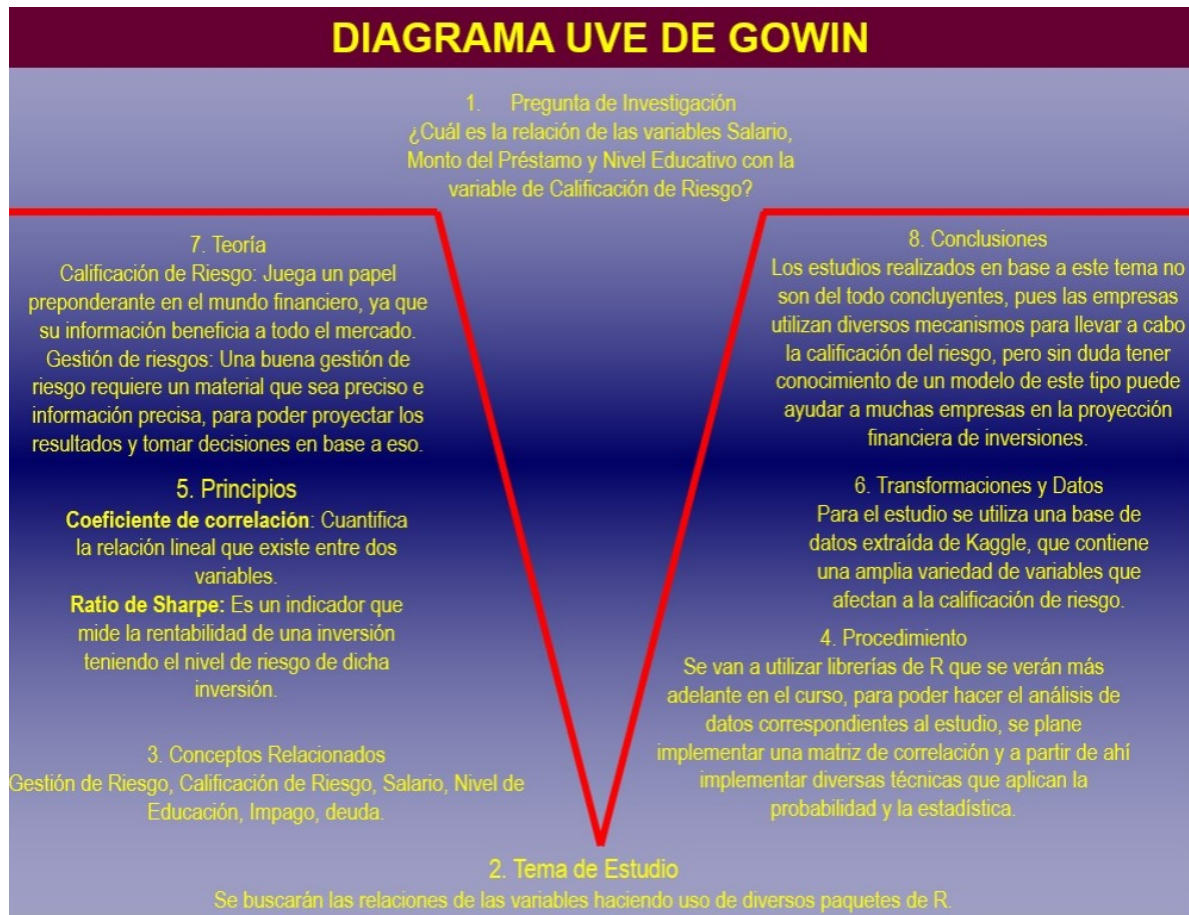 DIAGRAMA UVE DE GOWIN
1. Pregunta de Investigación
¿Cuál es la relación de las variables Salario,
Monto del Préstamo y Nivel Educativo con la
variable de Calificación de Riesgo?
7. Teoría
Calificación de Riesgo: Juega un papel
preponderante en el mundo financiero, ya que
su información beneficia a todo el mercado.
Gestión de riesgos: Una buena gestión de
riesgo requiere un material que sea preciso e
información precisa, para poder proyectar los
resultados y tomar decisiones en base a eso.
5. Principios
Coeficiente de correlación: Cuantifica
la relación lineal que existe entre dos
variables.
Ratio de Sharpe: Es un indicador que
mide la rentabilidad de una inversión
teniendo el nivel de riesgo de dicha
inversión.
3. Conceptos Relacionados
Gestión de Riesgo, Calificación de Riesgo, Salario, Nivel de
Educación, Impago, deuda.
8. Conclusiones
Los estudios realizados en base a este tema no
son del todo concluyentes, pues las empresas
utilizan diversos mecanismos para llevar a cabo
la calificación del riesgo, pero sin duda tener
conocimiento de un modelo de este tipo puede
ayudar a muchas empresas en la proyección
financiera de inversiones.
6. Transformaciones y Datos
Para el estudio se utiliza una base de
datos extraída de Kaggle, que contiene
una amplia variedad de variables que
afectan a la calificación de riesgo.
4. Procedimiento
Se van a utilizar librerías de R que se verán más
adelante en el curso, para poder hacer el análisis de
datos correspondientes al estudio, se plane
implementar una matriz de correlación y a partir de ahí
implementar diversas técnicas que aplican la
probabilidad y la estadística.
2. Tema de Estudio
Se buscarán las relaciones de las variables haciendo uso de diversos paquetes de R.